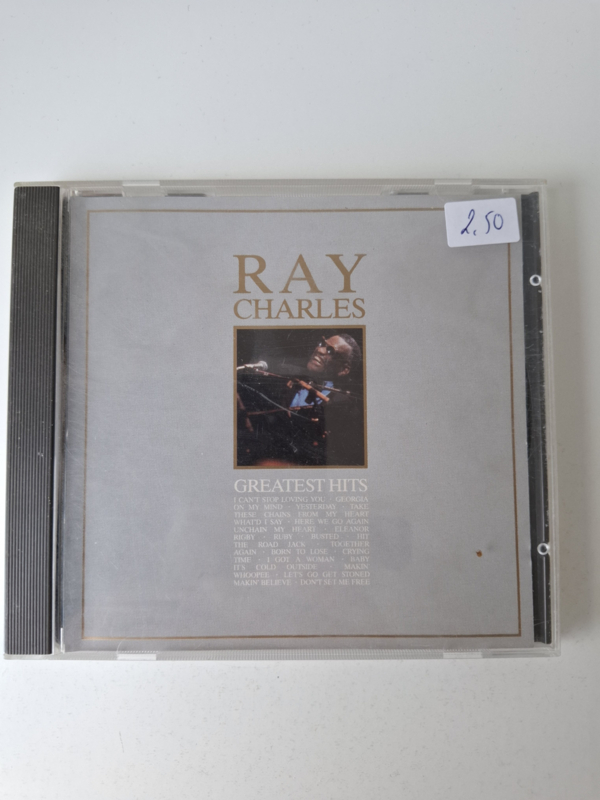 2,50
RAY
CHARLES
GREATEST HITS
I CAN'T STOP LOVING YOU · GEORGIA
ON MY MIND · YESTERDAY · TAKE
THESE CHAINS FROM MY HEART
WHAT'D I SAY · HERE WE GO AGAIN
UNCHAIN MY HEART · ELEANOR
RIGBY · RUBY · BUSTED · HIT
THE ROAD JACK · TOGETHER
AGAIN · BORN TO LOSE · CRYING
TIME · I GOT A WOMAN · BABY
IT'S COLD OUTSIDE · MAKIN'
WHOOPEE · LET'S GO GET STONED
MAKIN' BELIEVE · DON'T SET ME FREE